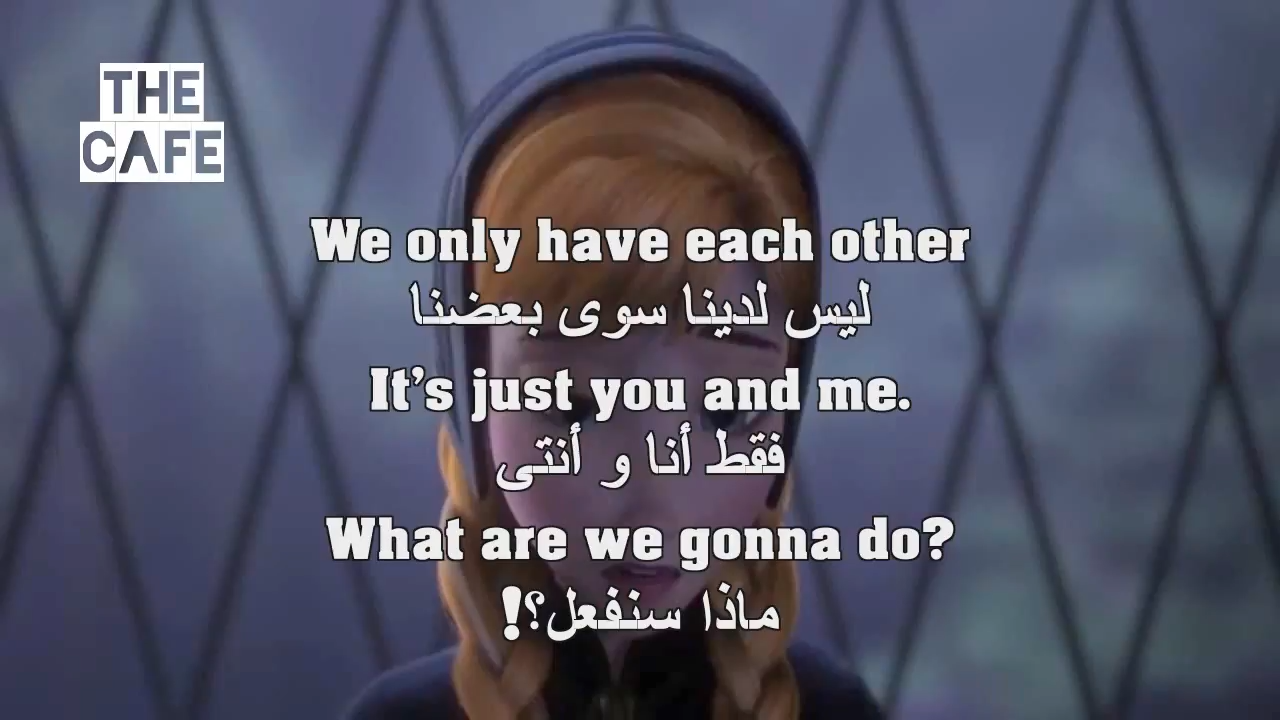 THE
CAFE
We only have each other
ليس لدينا سوى بعضنا
It's just you and me.
فقط أنا و أنتى
What are we gonna do?
ماذا سنفعل؟!